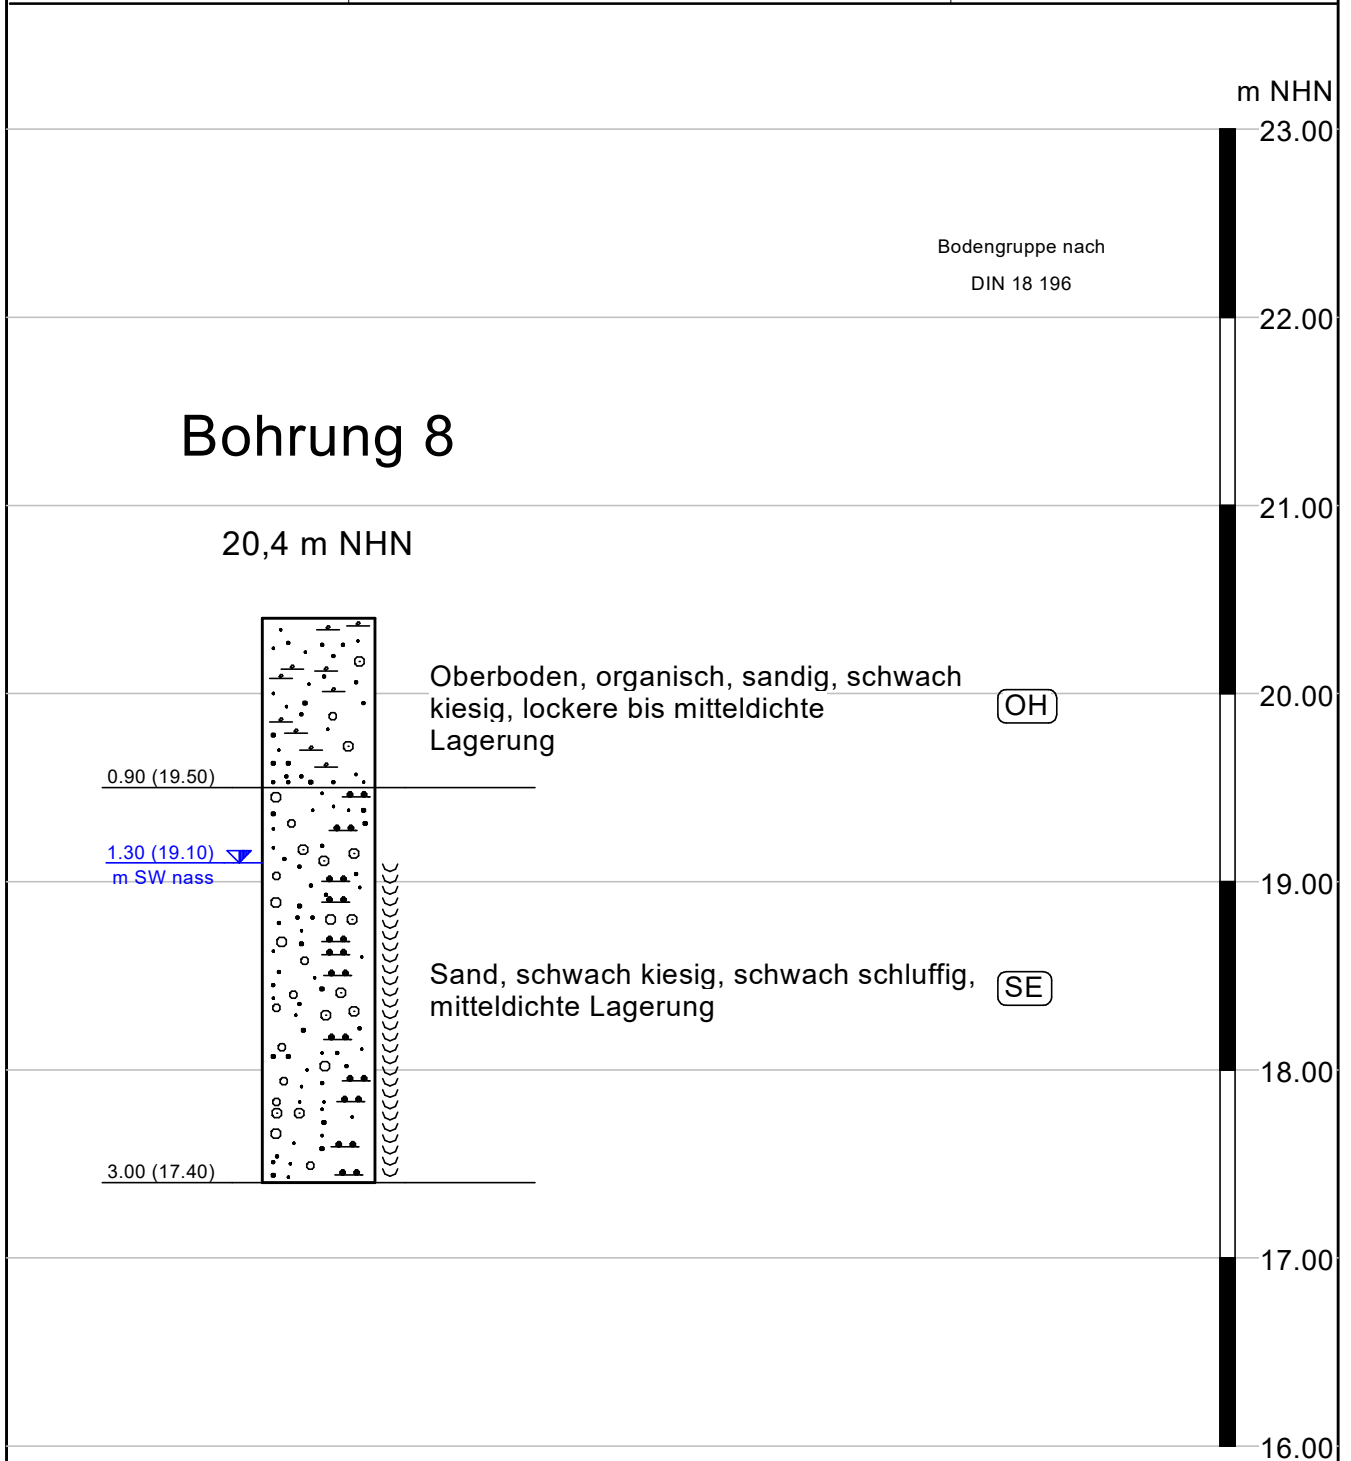 m NHN
23.00
Bodengruppe nach
DIN 18 196
22.00
Bohrung 8
21.00
20,4 m NHN
Oberboden, organisch, sandig, schwach
kiesig, lockere bis mitteldichte
Lagerung
OH
20.00
0.90 (19.50)
1.30 (19.10)
m SW nass
19.00
Sand, schwach kiesig, schwach schluffig,
mitteldichte Lagerung
SE
18.00
3.00 (17.40)
17.00
16.00